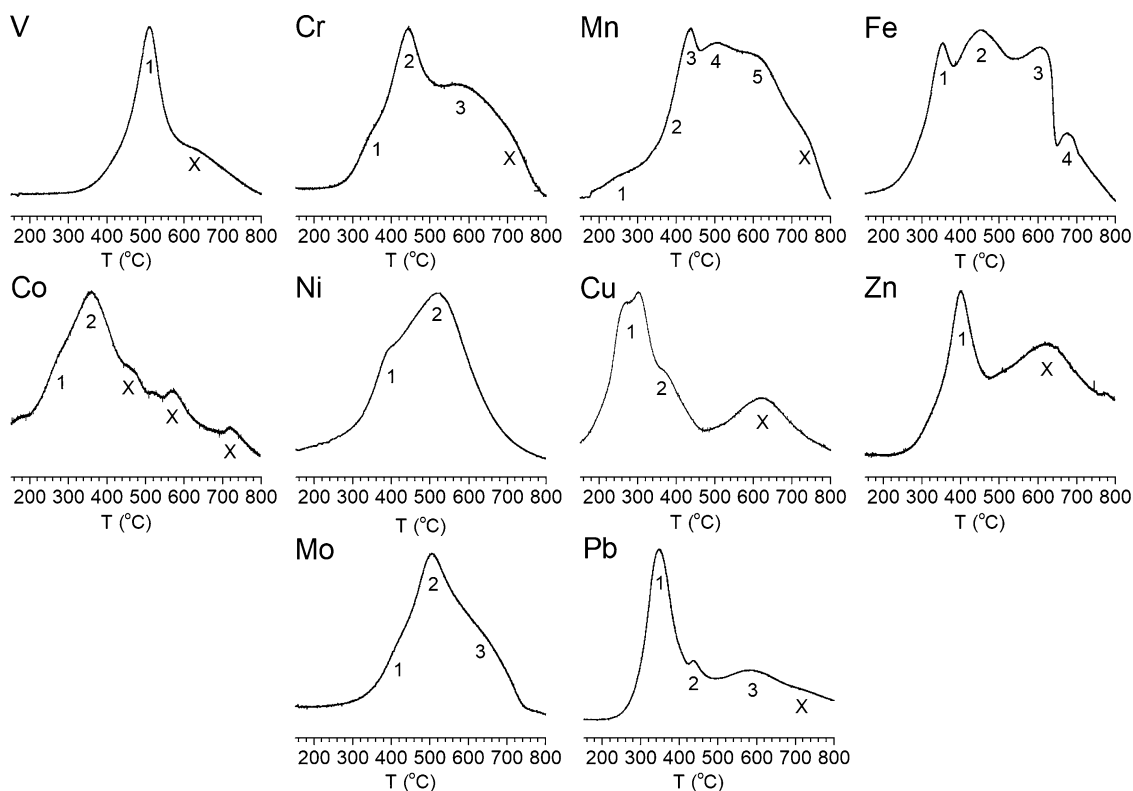 V Cr Mn Fe
1 X
1 2 3 X
1 2 3 4 5 X
1 2 3 4
200 300 400 500 600 700 800 200 300 400 500 600 700 800 200 300 400 500 600 700 800 200 300 400 500 600 700 800
T (°C) T (°C) T (°C) T (°C)
Co Ni Cu Zn
1 2 X X X
1 2
1 2 X
1 X
200 300 400 500 600 700 800 200 300 400 500 600 700 800 200 300 400 500 600 700 800 200 300 400 500 600 700 800
T (°C) T (°C) T (°C) T (°C)
Mo Pb
1 2 3
1 2 3 X
200 300 400 500 600 700 800 200 300 400 500 600 700 800
T (°C) T (°C)